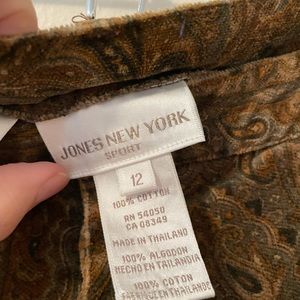 JONES NEW YORK
SPORT
12
100% COTTON
RN 54050
CA 08349
MADE IN THAILAND
100% ALGODON
HECHO EN TAILANDIA
100% COTON